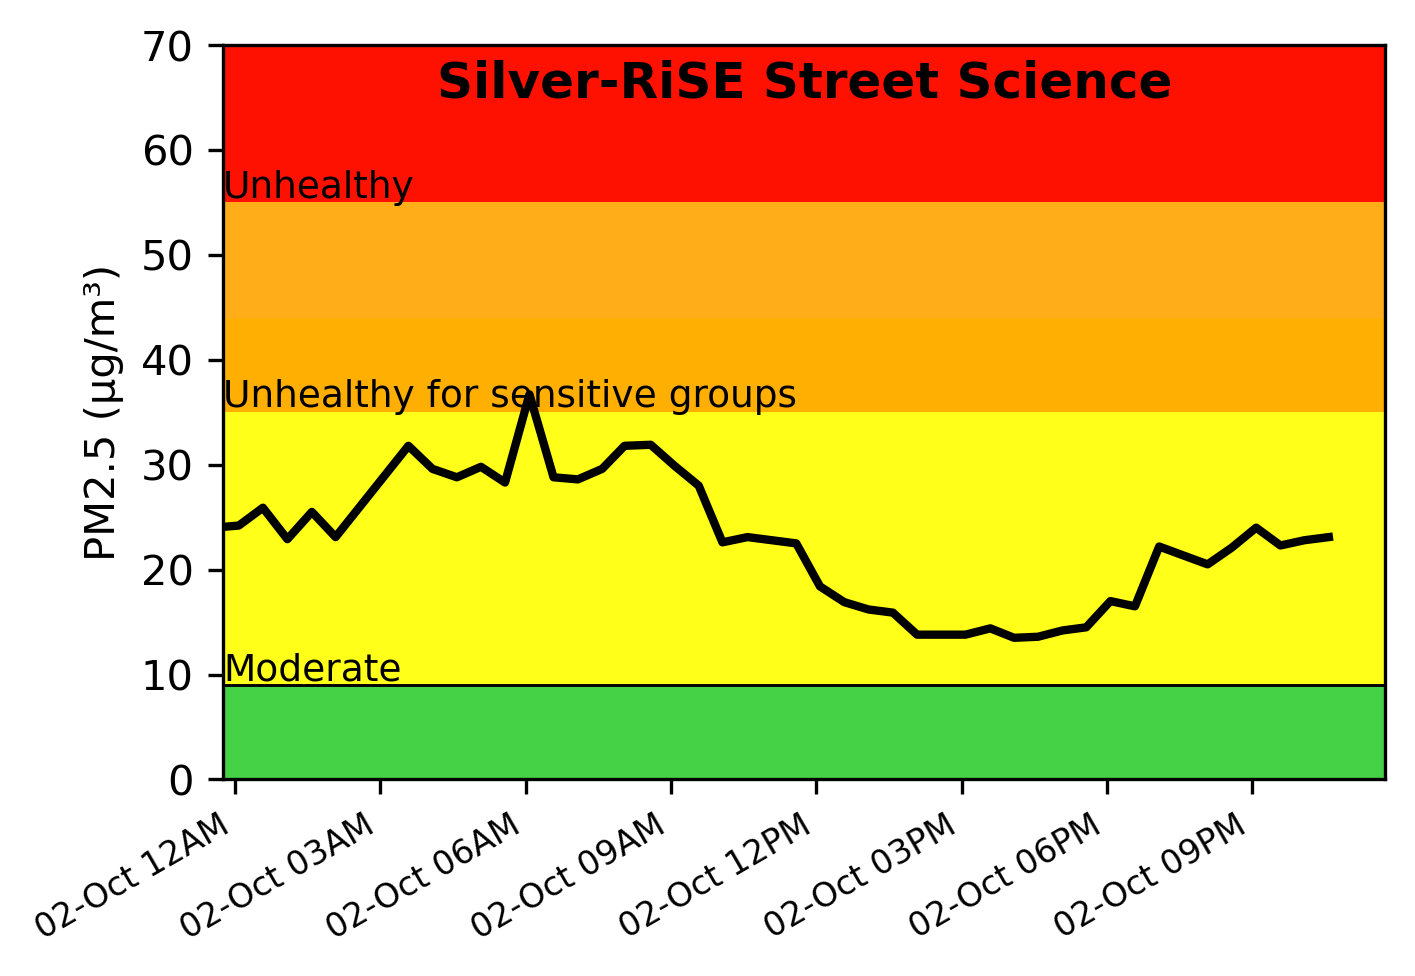 Silver-RiSE Street Science
70
60
Unhealthy
50
40
Unhealthy for sensitive groups
30
20
10
Moderate
0
PM2.5 (µg/m³)
02-Oct 12AM
02-Oct 03AM
02-Oct 06AM
02-Oct 09AM
02-Oct 12PM
02-Oct 03PM
02-Oct 06PM
02-Oct 09PM